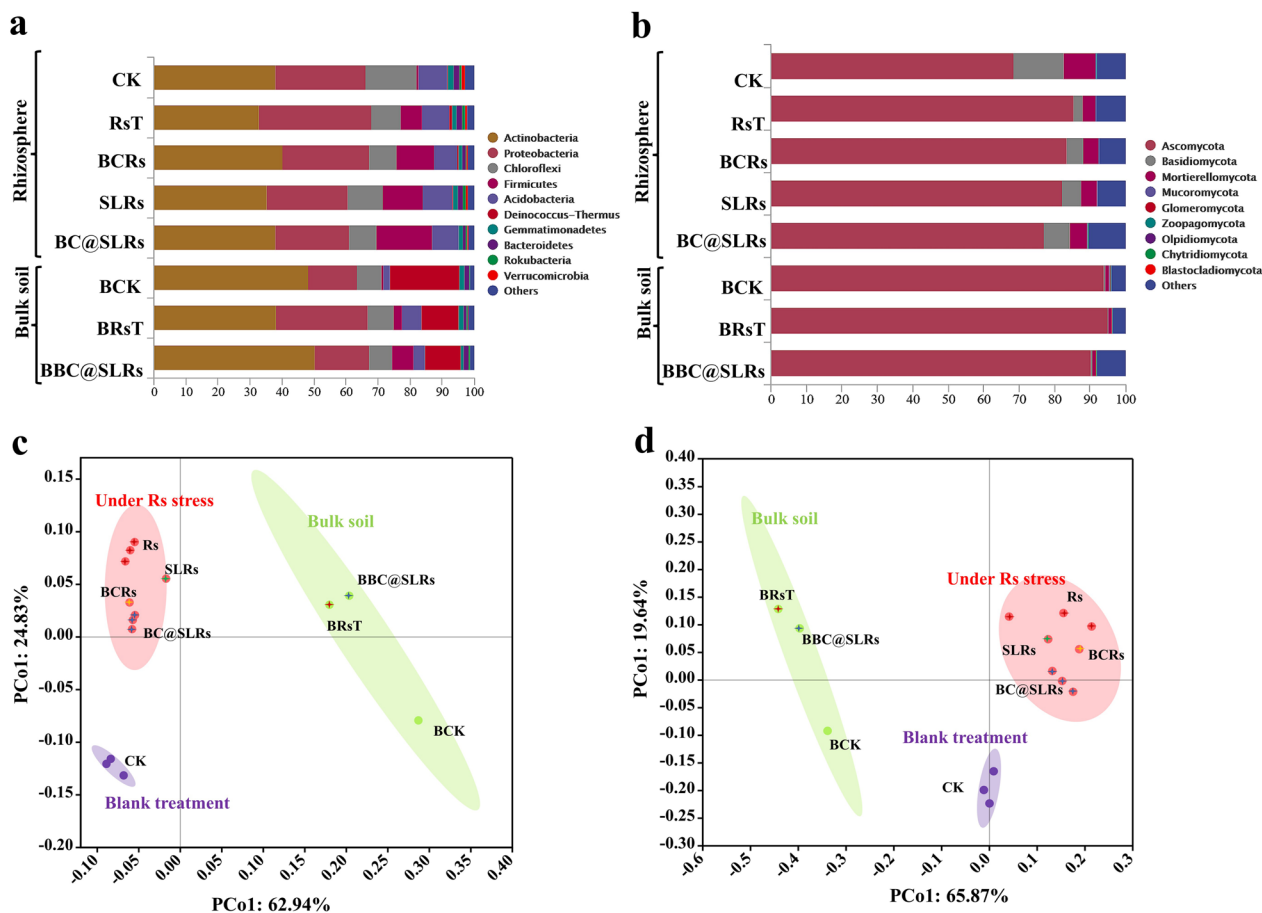 a
Rhizosphere
Bulk soil
CK
RsT
BCRs
SLRs
BC@SLRs
BCK
BRsT
BBC@SLRs
0 10 20 30 40 50 60 70 80 90 100
Actinobacteria
Proteobacteria
Chloroflexi
Firmicutes
Acidobacteria
Deinococcus-Thermus
Gemmatimonadetes
Bacteroidetes
Rokubacteria
Verrucomicrobia
Others
b
Rhizosphere
Bulk soil
CK
RsT
BCRs
SLRs
BC@SLRs
BCK
BRsT
BBC@SLRs
0 10 20 30 40 50 60 70 80 90 100
Ascomycota
Basidiomycota
Mortierellomycota
Mucoromycota
Glomeromycota
Zoopagomycota
Olpidiomycota
Chytridiomycota
Blastocladiomycota
Others
c
PCo1: 24.83%
0.15
0.10
0.05
0.00
-0.05
-0.10
-0.15
-0.20
Under Rs stress
Rs
SLRs
BCRs
BC@SLRs
Bulk soil
BBC@SLRs
BRsT
BCK
CK
Blank treatment
-0.10 -0.05 0.00 0.05 0.10 0.15 0.20 0.25 0.30 0.35 0.40
PCo1: 62.94%
d
PCo1: 19.64%
0.40
0.35
0.30
0.25
0.20
0.15
0.10
0.05
0.00
-0.05
-0.10
-0.15
-0.20
-0.25
-0.30
Bulk soil
BRsT
BBC@SLRs
BCK
Under Rs stress
Rs
SLRs
BCRs
BC@SLRs
Blank treatment
CK
-0.6 -0.5 -0.4 -0.3 -0.2 -0.1 0.0 0.1 0.2 0.3
PCo1: 65.87%